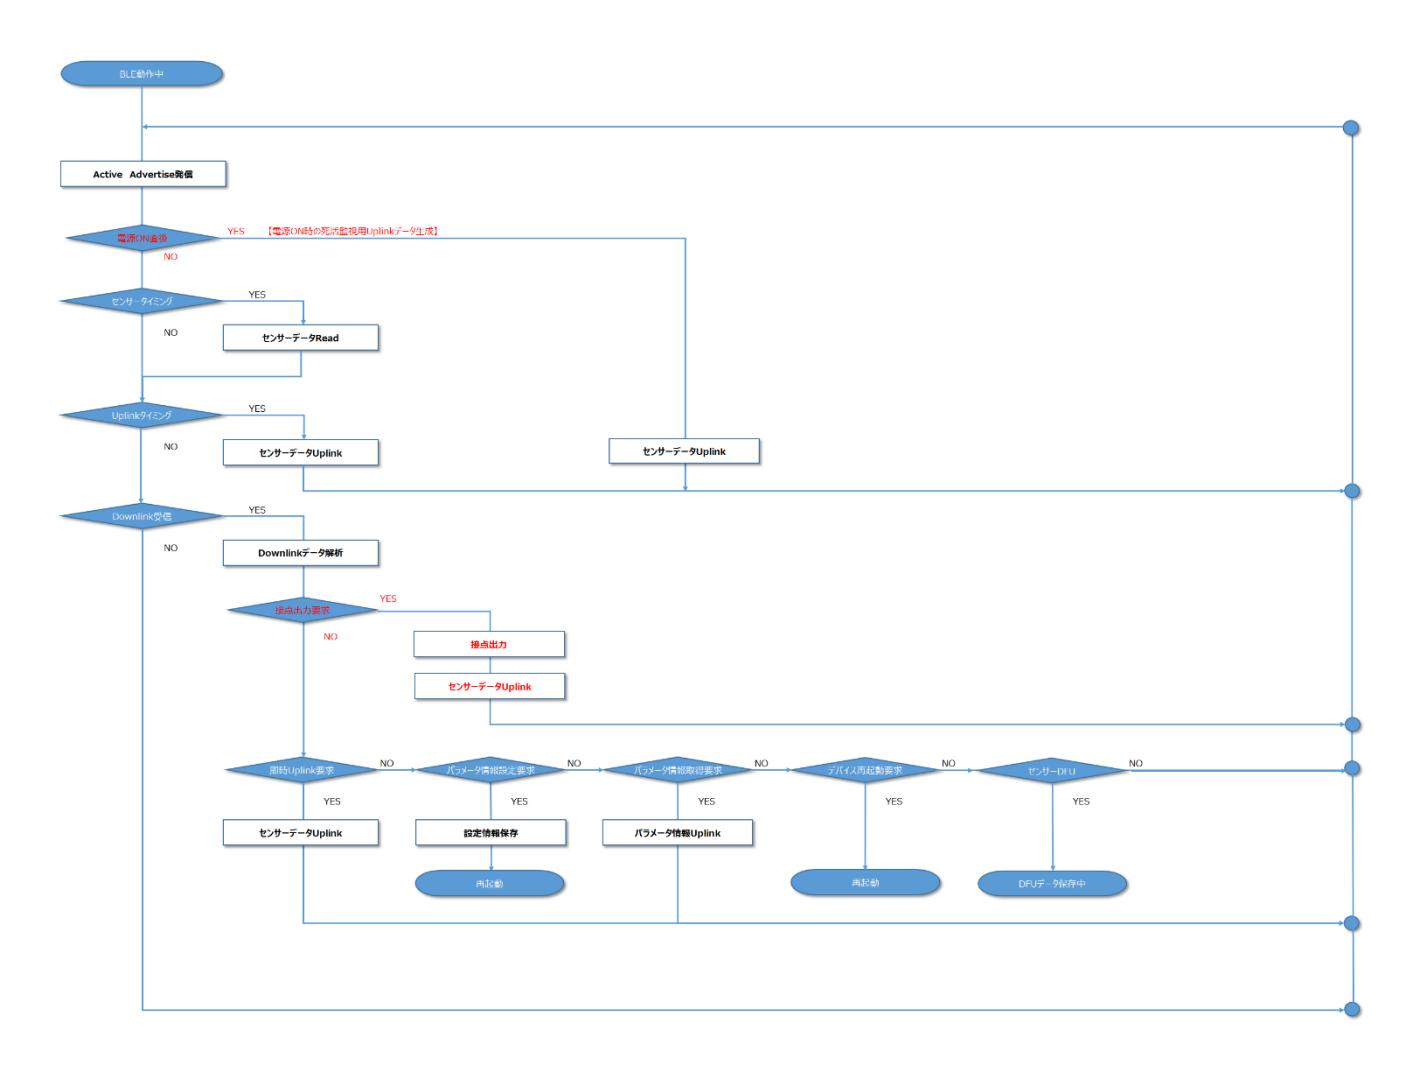 BLE動作中
Active　Advertise発信
電源ON直後
YES
【電源ON時の死活監視用Uplinkデータ生成】
NO
センサータイミング
YES
NO
センサーデータRead
Uplinkタイミング
YES
NO
センサーデータUplink
センサーデータUplink
Downlink受信
YES
NO
Downlinkデータ解析
接点出力要求
YES
NO
接点出力
センサーデータUplink
即時Uplink要求
NO
パラメータ情報設定要求
NO
パラメータ情報取得要求
NO
デバイス再起動要求
NO
センサーDFU
NO
YES
YES
YES
YES
YES
センサーデータUplink
設定情報保存
パラメータ情報Uplink
再起動
再起動
DFUデータ保存中